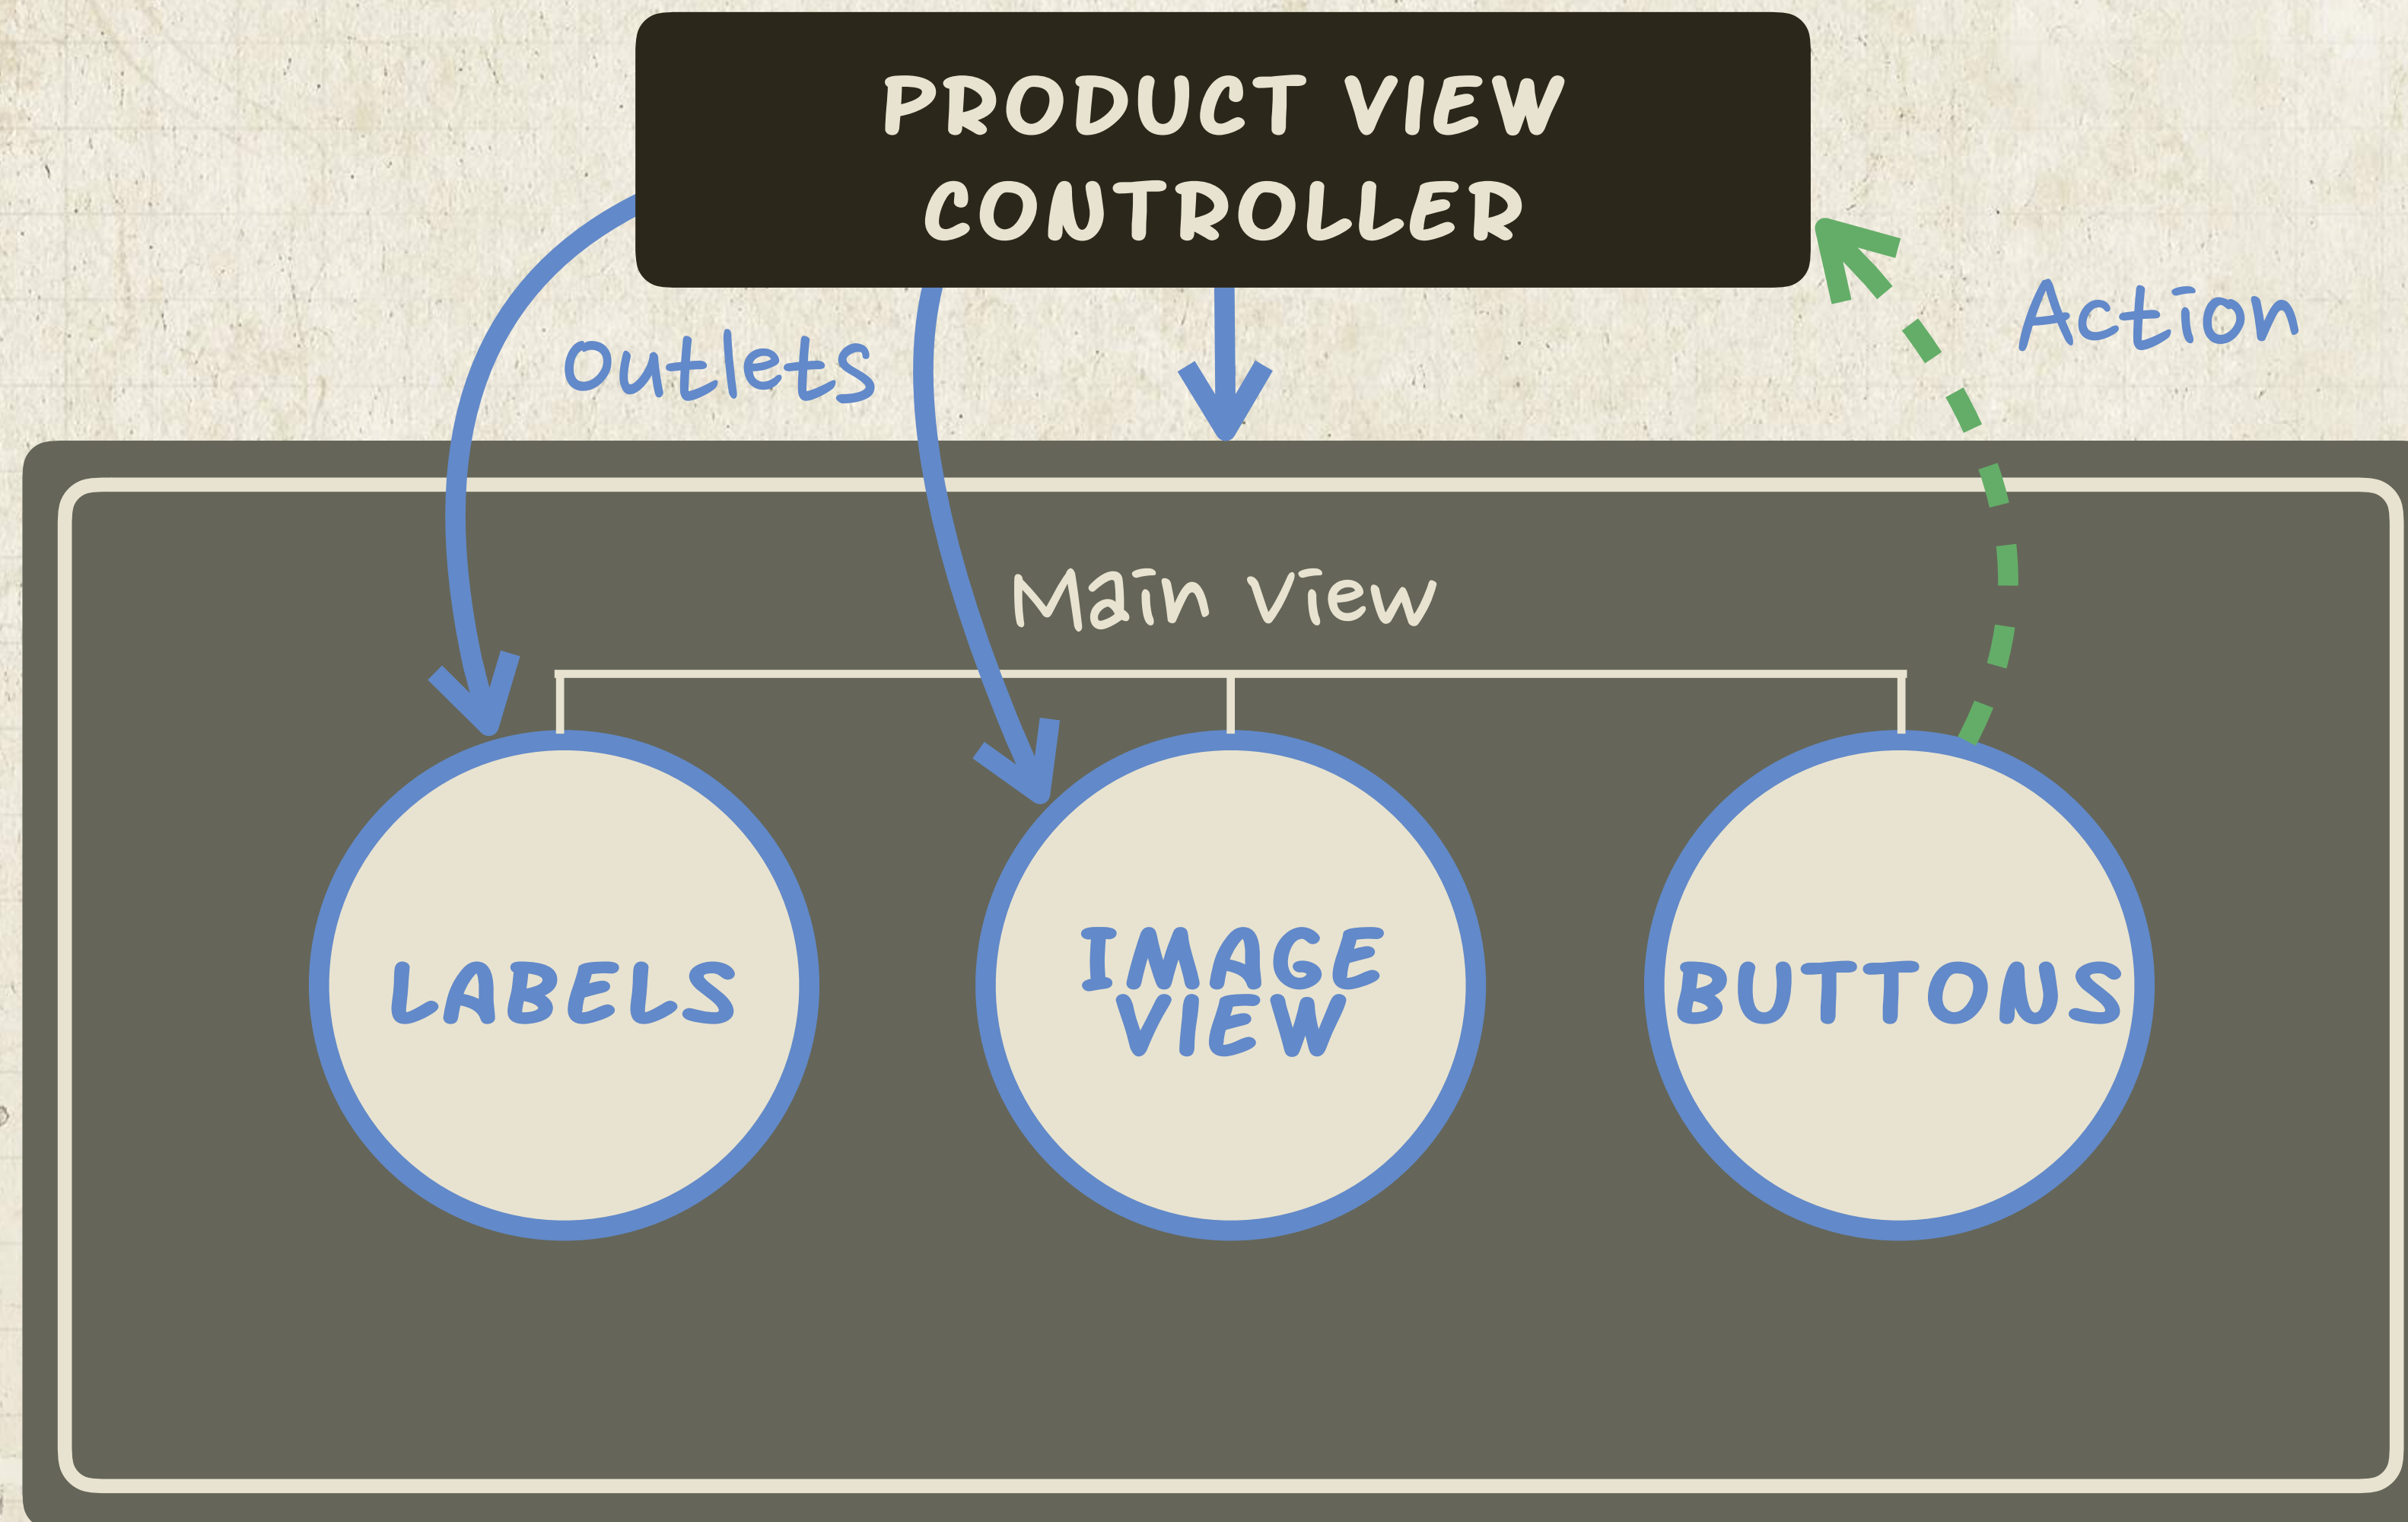 PRODUCT VIEW
CONTROLLER
Outlets
Action
Main View
LABELS
IMAGE
VIEW
BUTTONS